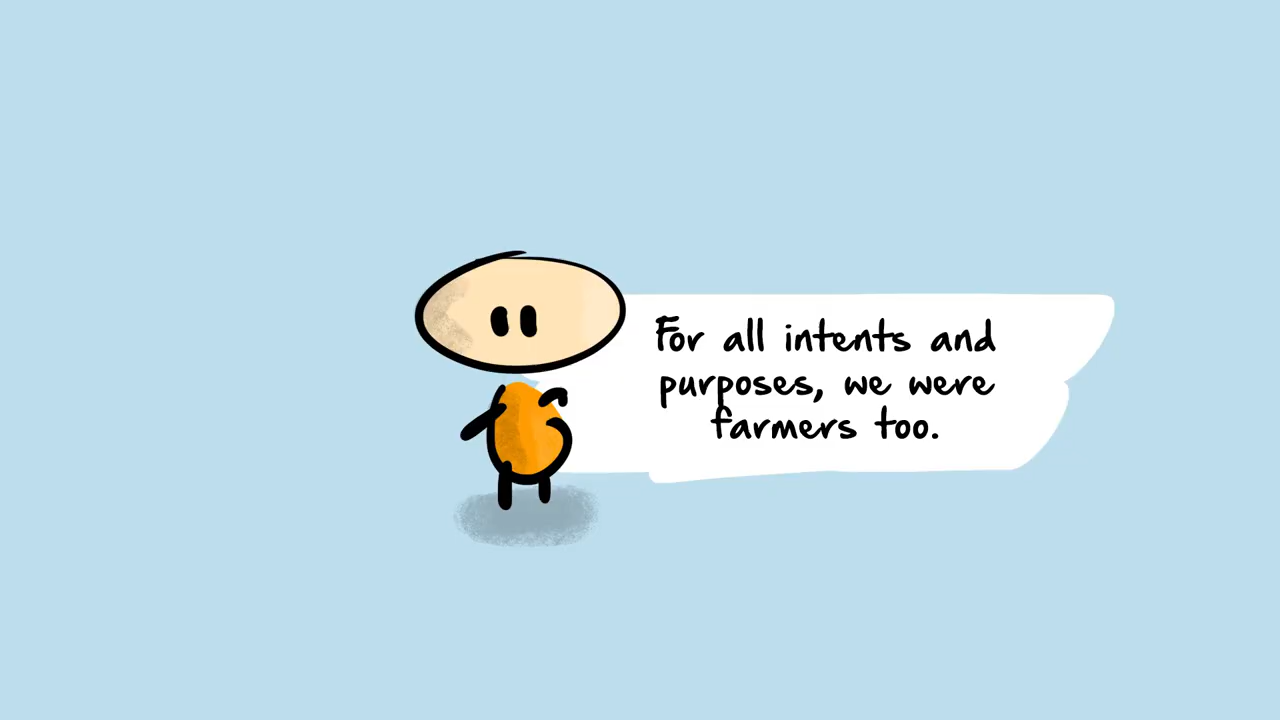 For all intents and
purposes, we were
farmers too.